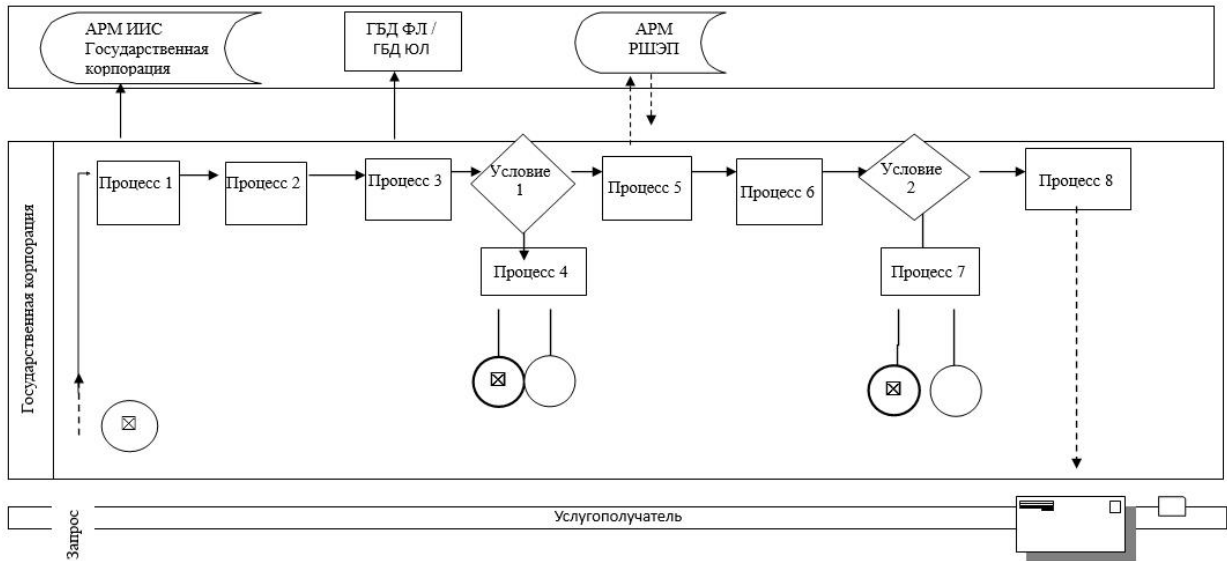 АРМ ИИС
Государственная
корпорация
ГБД ФЛ /
ГБД ЮЛ
АРМ
РШЭП
Государственная корпорация
Процесс 1
Процесс 2
Процесс 3
Условие
1
Процесс 5
Процесс 6
Условие
2
Процесс 8
Процесс 4
Процесс 7
Запрос
Услугополучатель